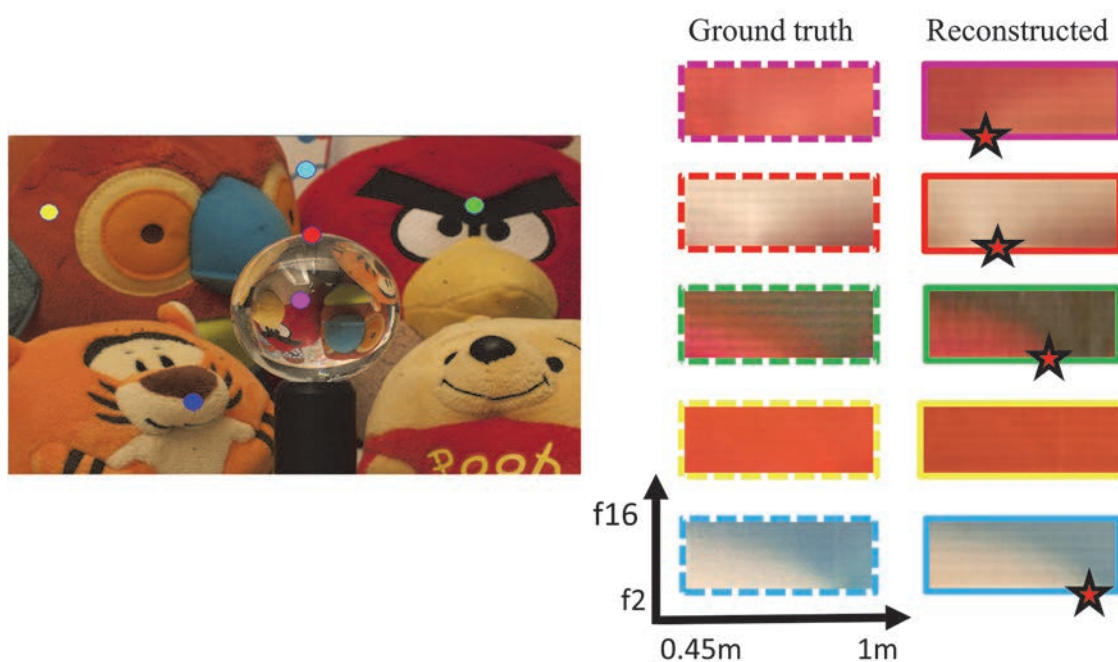 Ground truth
Reconstructed
Pooh
f16
f2
0.45m
1m